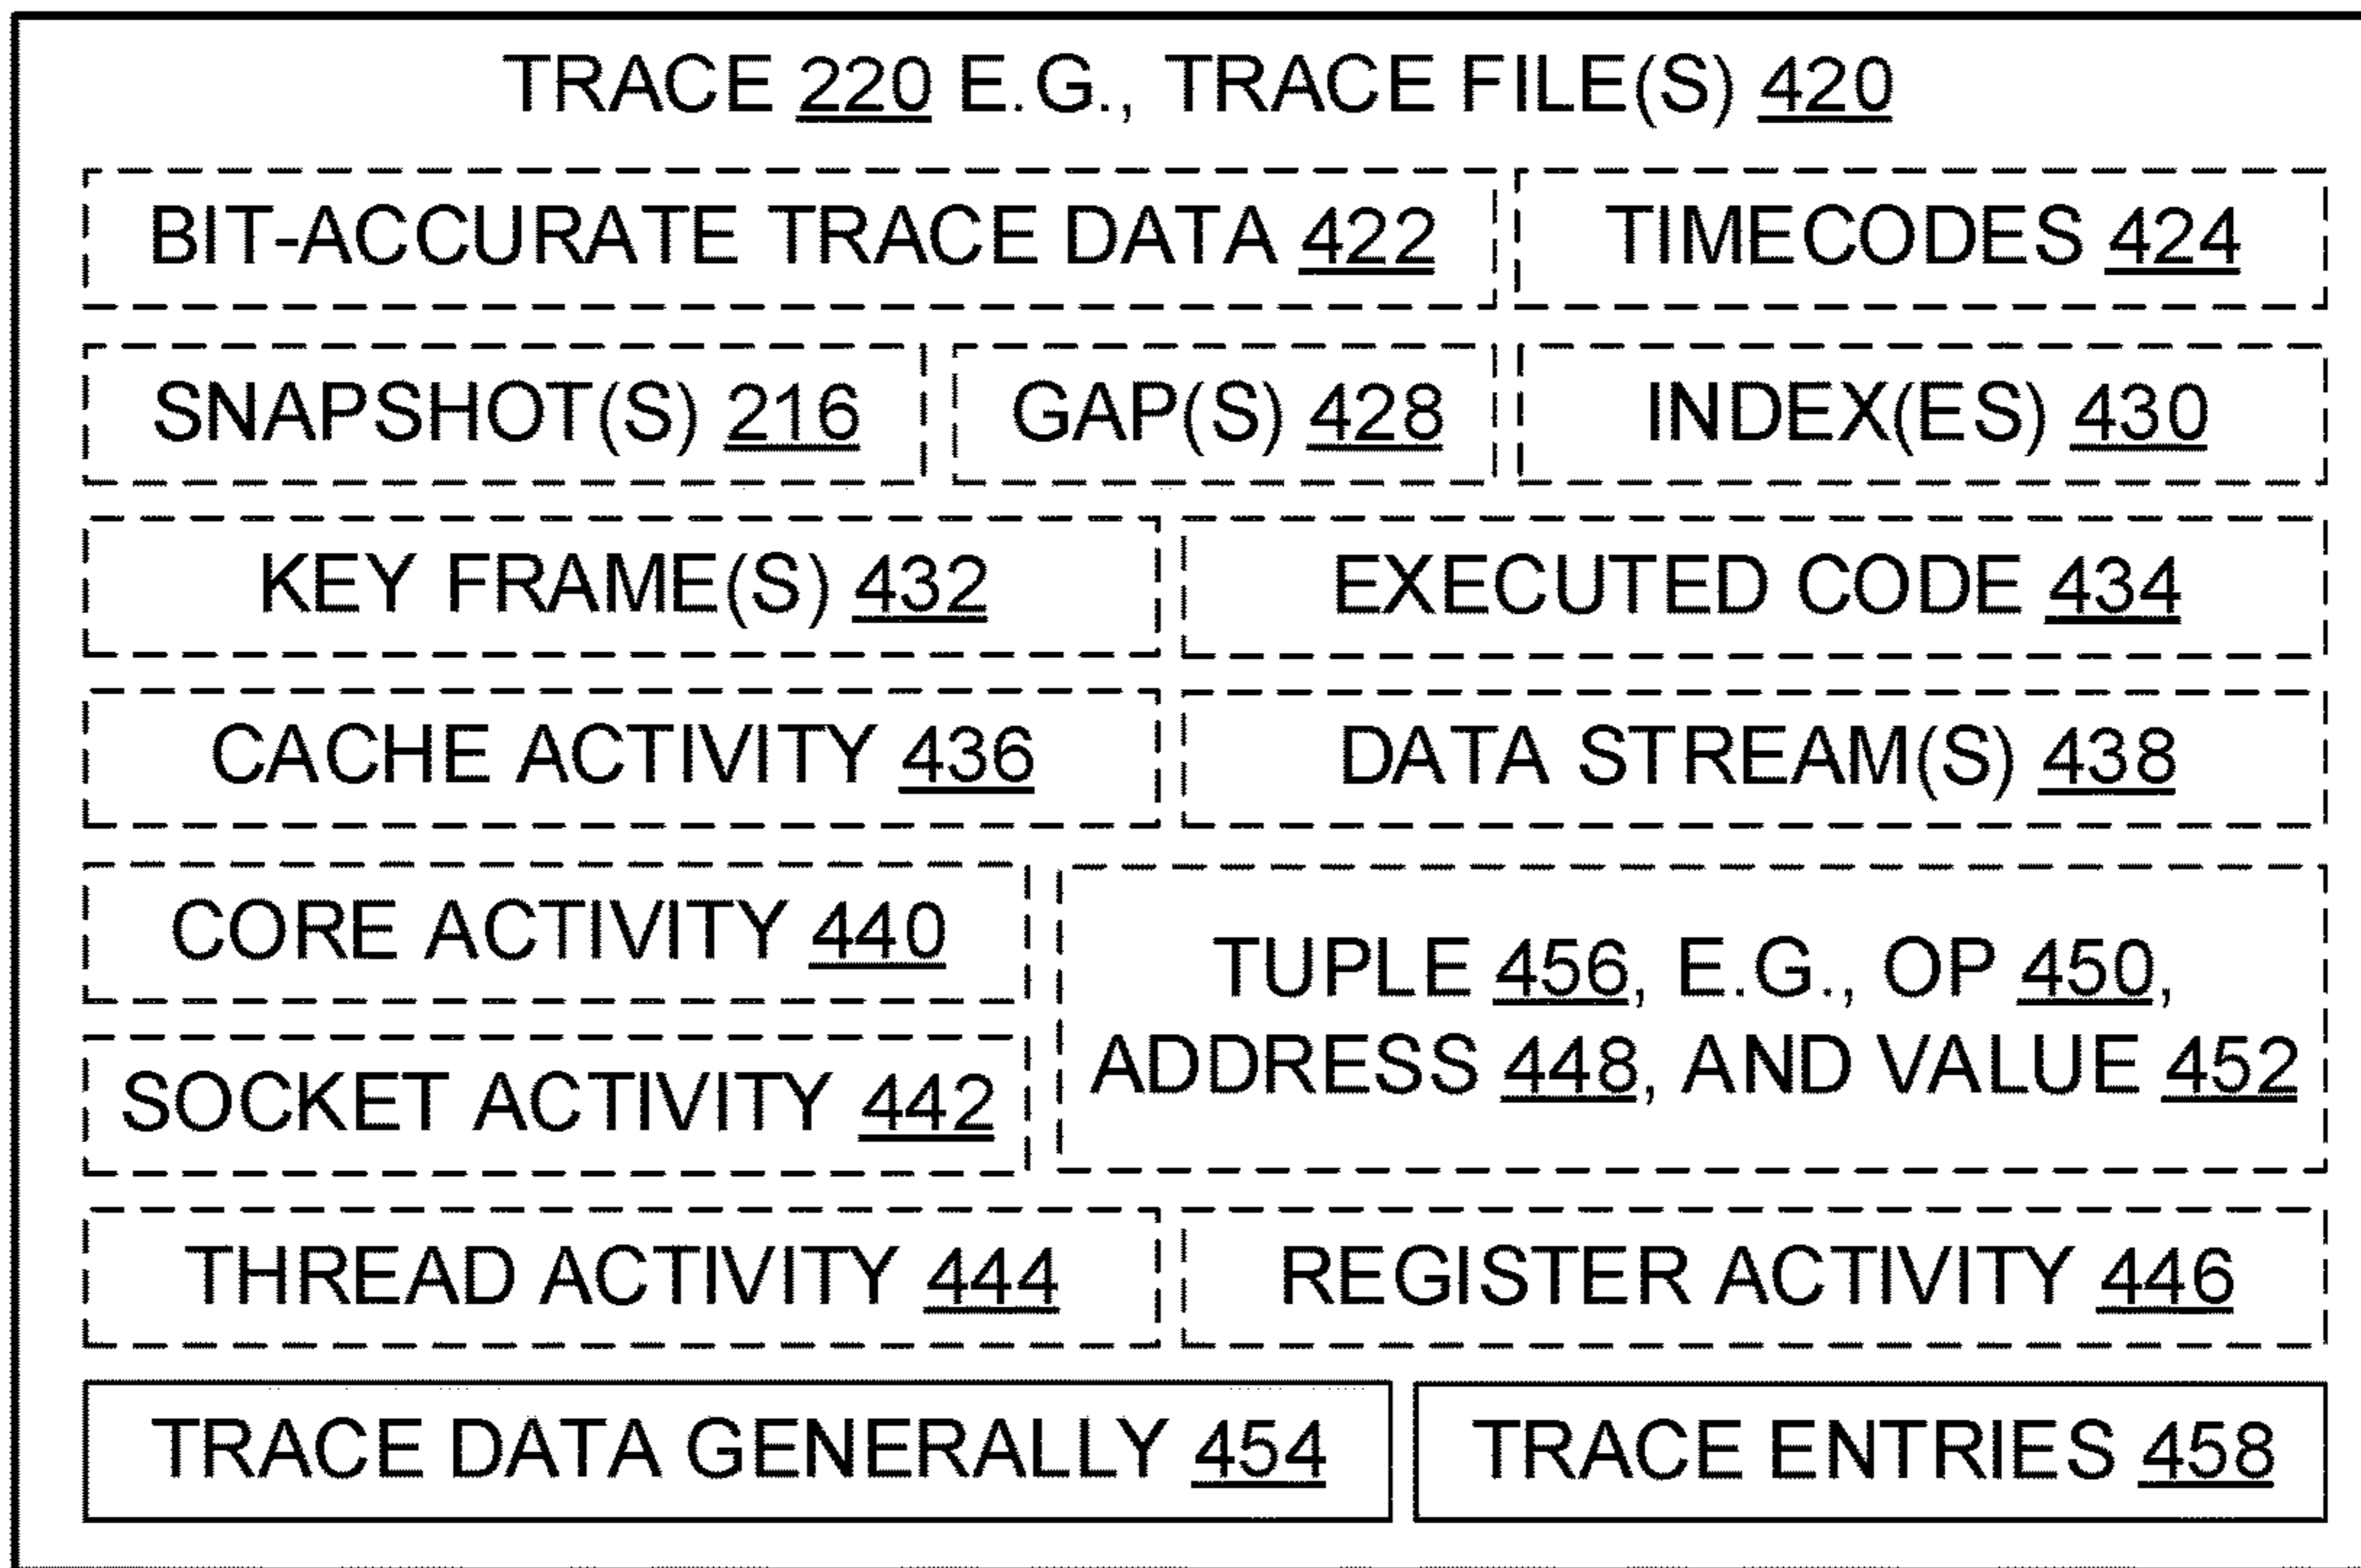 TRACE 220 E.G., TRACE FILE(S) 420
BIT-ACCURATE TRACE DATA 422
TIMECODES 424
SNAPSHOT(S) 216
GAP(S) 428
INDEX(ES) 430
KEY FRAME(S) 432
EXECUTED CODE 434
CACHE ACTIVITY 436
DATA STREAM(S) 438
CORE ACTIVITY 440
SOCKET ACTIVITY 442
TUPLE 456, E.G., OP 450,
ADDRESS 448, AND VALUE 452
THREAD ACTIVITY 444
REGISTER ACTIVITY 446
TRACE DATA GENERALLY 454
TRACE ENTRIES 458